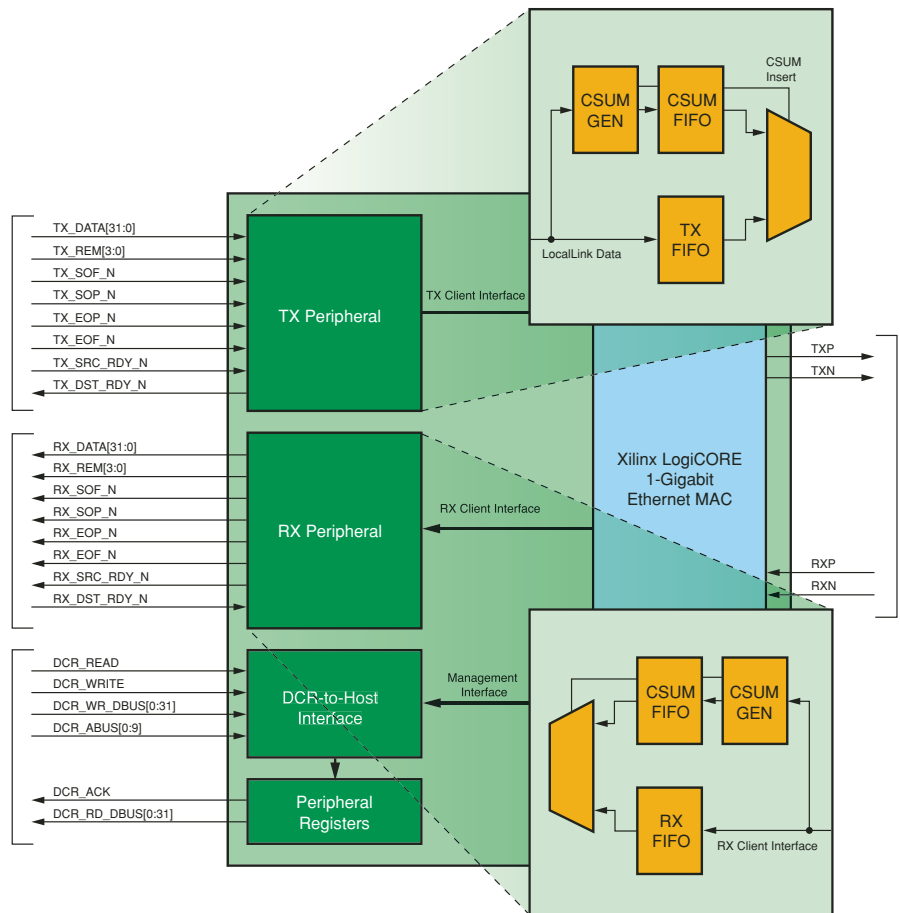 CSUM
Insert
CSUM
GEN
CSUM
FIFO
TX
FIFO
LocalLink Data
TX_DATA[31:0]
TX_REM[3:0]
TX_SOF_N
TX_SOP_N
TX_EOP_N
TX_EOF_N
TX_SRC_RDY_N
TX_DST_RDY_N
TX Peripheral
TX Client Interface
TXP
TXN
RX_DATA[31:0]
RX_REM[3:0]
RX_SOF_N
RX_SOP_N
RX_EOP_N
RX_EOF_N
RX_SRC_RDY_N
RX_DST_RDY_N
RX Peripheral
RX Client Interface
Xilinx LogiCORE
1-Gigabit
Ethernet MAC
RXP
RXN
DCR_READ
DCR_WRITE
DCR_WR_DBUS[0:31]
DCR_ABUS[0:9]
DCR-to-Host
Interface
Management
Interface
DCR_ACK
DCR_RD_DBUS[0:31]
Peripheral
Registers
CSUM
FIFO
CSUM
GEN
RX
FIFO
RX Client Interface